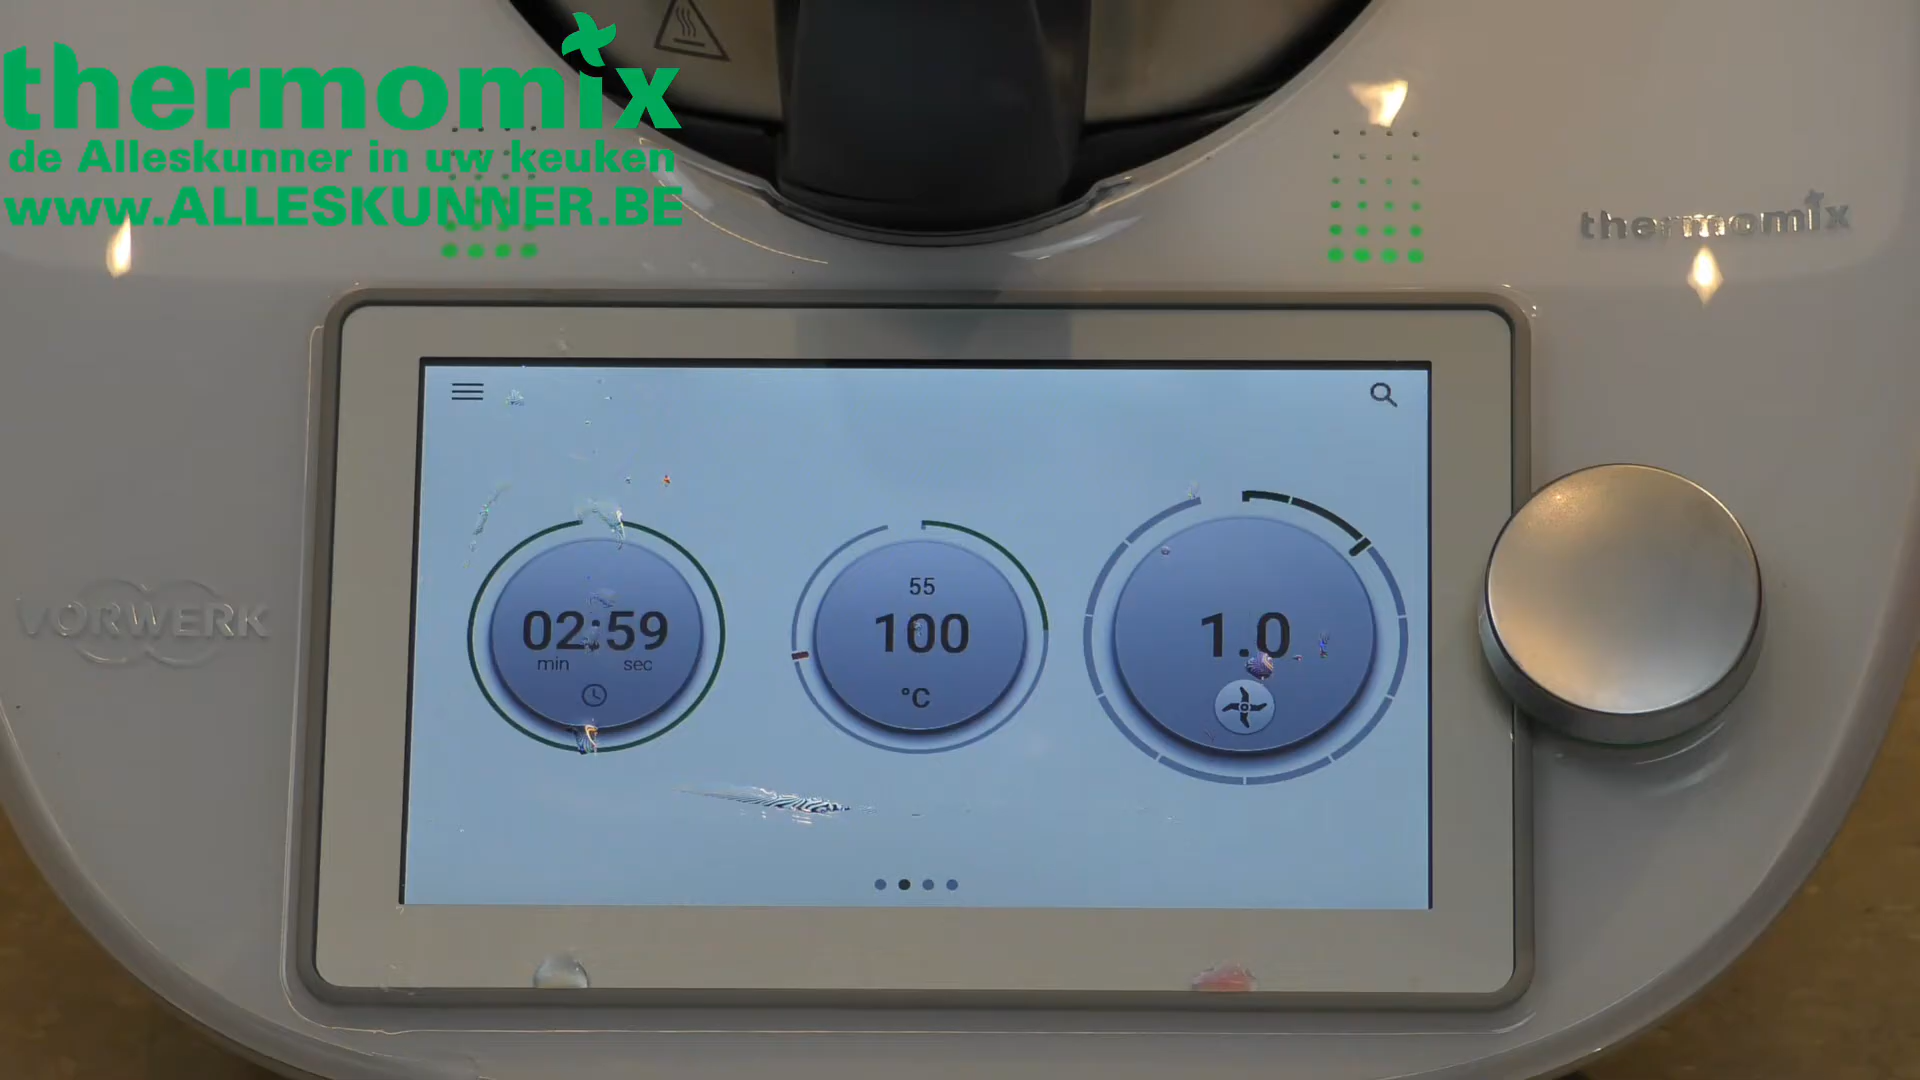 thermomix
de Alleskunner in uw keuken
www.ALLESKUNNER.BE
thermomix
VORWERK
02:59
min sec
55
100
°C
1.0